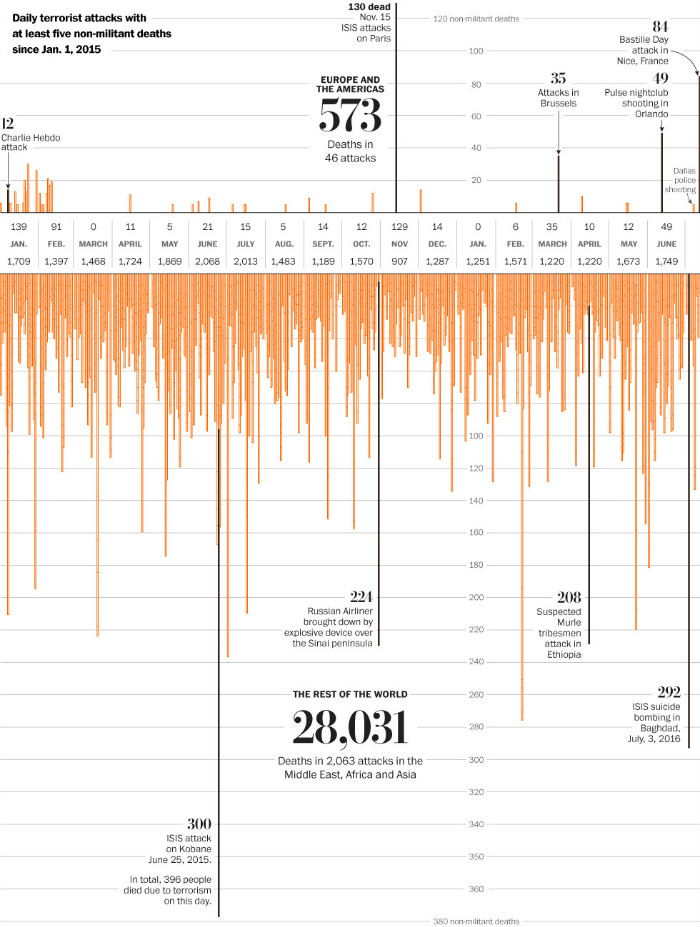 Daily terrorist attacks with
at least five non-militant deaths
since Jan. 1, 2015
130 dead
Nov. 15
ISIS attacks
on Paris
120 non-militant deaths
100
80
60
40
20
84
Bastille Day
attack in
Nice, France
35
Attacks in
Brussels
49
Pulse nightclub
shooting in
Orlando
Dallas
police
shooting
EUROPE AND
THE AMERICAS
573
Deaths in
46 attacks
12
Charlie Hebdo
attack
139 91 0 11 5 21 15 5 14 12 129 14 0 6 35 10 12 49
JAN. FEB. MARCH APRIL MAY JUNE JULY AUG. SEPT. OCT. NOV DEC. JAN. FEB. MARCH APRIL MAY JUNE
1,709 1,397 1,468 1,724 1,869 2,068 2,013 1,483 1,189 1,570 907 1,287 1,251 1,571 1,220 1,220 1,673 1,749
100
120
140
160
180
200
220
240
260
280
300
320
340
350
360
380 non-militant deaths
224
Russian Airliner
brought down by
explosive device over
the Sinai peninsula
208
Suspected
Murle
tribesmen
attack in
Ethiopia
292
ISIS suicide
bombing in
Baghdad,
July, 3, 2016
THE REST OF THE WORLD
28,031
Deaths in 2,063 attacks in the
Middle East, Africa and Asia
300
ISIS attack
on Kobane
June 25, 2015.
In total, 396 people
died due to terrorism
on this day.